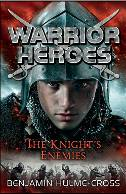 WARRIOR
HEROES
THE KNIGHT'S
ENEMIES
BENJAMIN HULME-CROSS